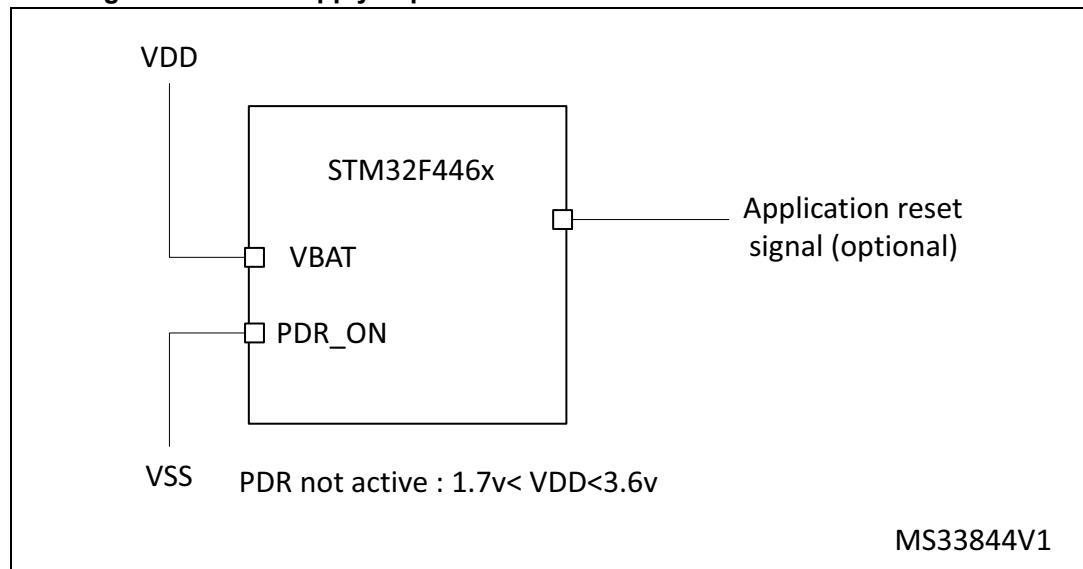 VDD
STM32F446x
Application reset
signal (optional)
VBAT
PDR_ON
VSS
PDR not active : 1.7v< VDD<3.6v
MS33844V1